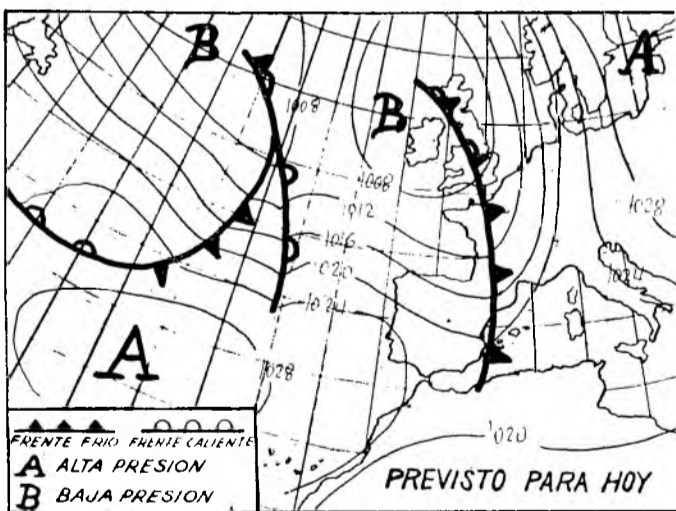 B
A
1008
B
1008
1012
1028
1016
1024
1020
1024
A
1028
FRENTE FRIO FRENTE CALIENTE
A ALTA PRESION
B BAJA PRESION
1020
PREVISTO PARA HOY